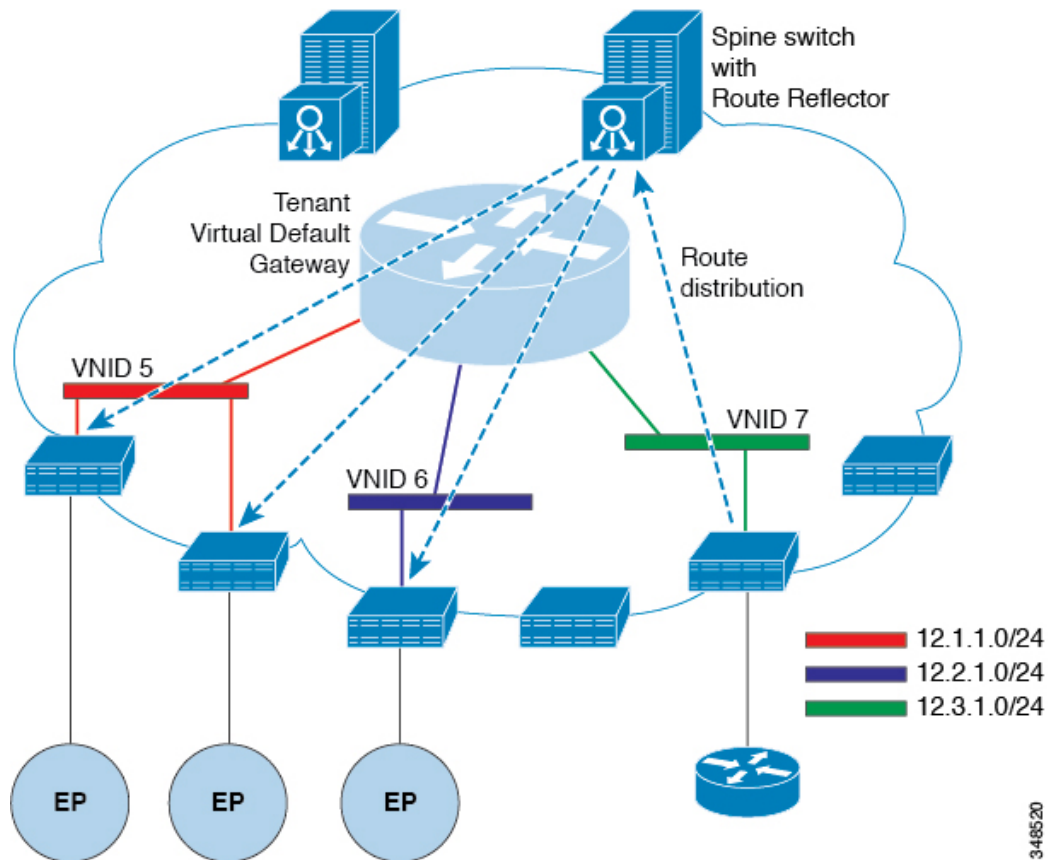 Spine switch
with
Route Reflector
Tenant
Virtual Default
Gateway
Route
distribution
VNID 5
VNID 7
VNID 6
12.1.1.0/24
12.2.1.0/24
12.3.1.0/24
EP
EP
EP
348520